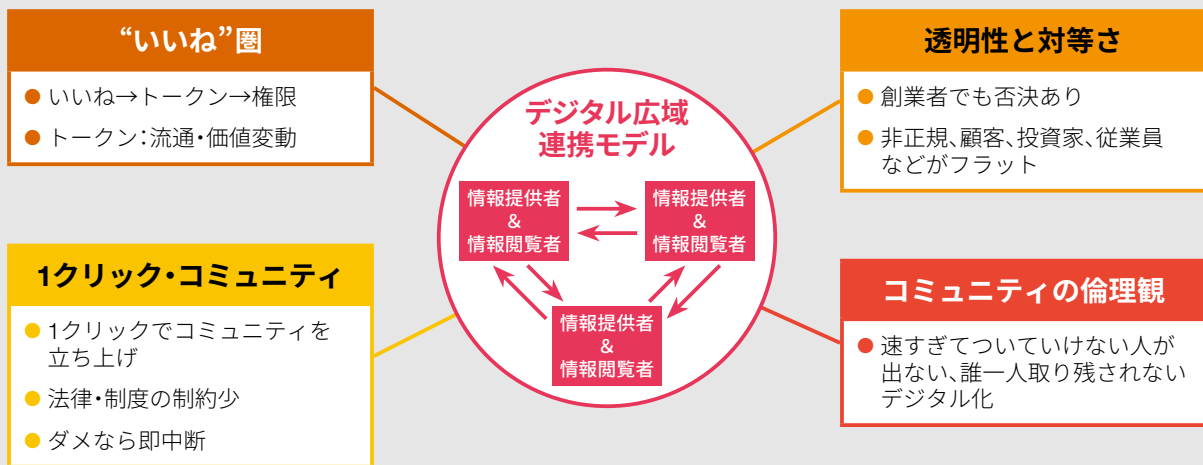 “いいね”圏
● いいね→トークン→権限
● トークン：流通・価値変動
透明性と対等さ
● 創業者でも否決あり
● 非正規、顧客、投資家、従業員
などがフラット
デジタル広域
連携モデル
情報提供者
&
情報閲覧者
情報提供者
&
情報閲覧者
情報提供者
&
情報閲覧者
1クリック・コミュニティ
● 1クリックでコミュニティを
立ち上げ
● 法律・制度の制約少
● ダメなら即中断
コミュニティの倫理観
● 速すぎてついていけない人が
出ない、誰一人取り残されない
デジタル化